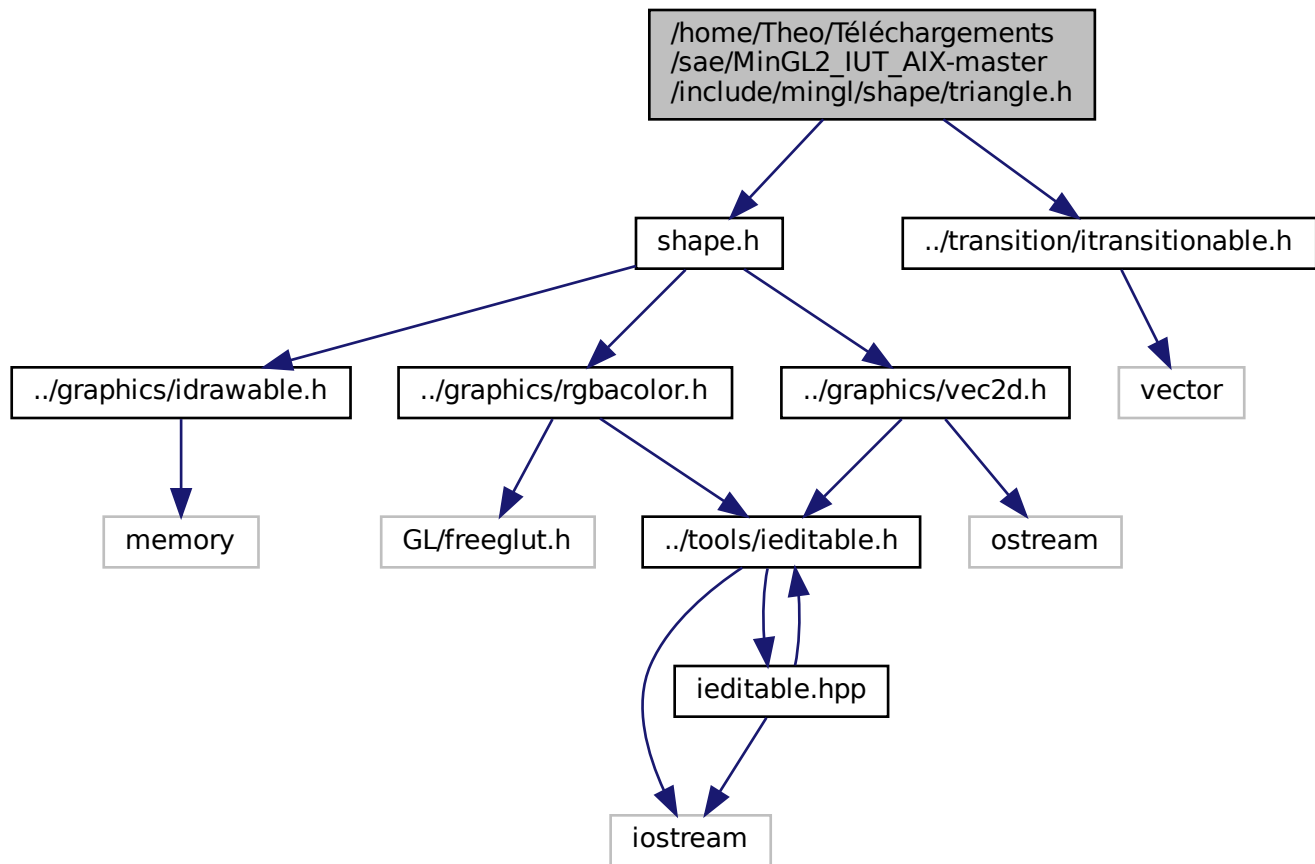 /home/Theo/Téléchargements
/sae/MinGL2_IUT_AIX-master
/include/mingl/shape/triangle.h
shape.h
../transition/itransitionable.h
../graphics/idrawable.h
../graphics/rgbacolor.h
../graphics/vec2d.h
vector
memory
GL/freeglut.h
../tools/ieditable.h
ostream
ieditable.hpp
iostream